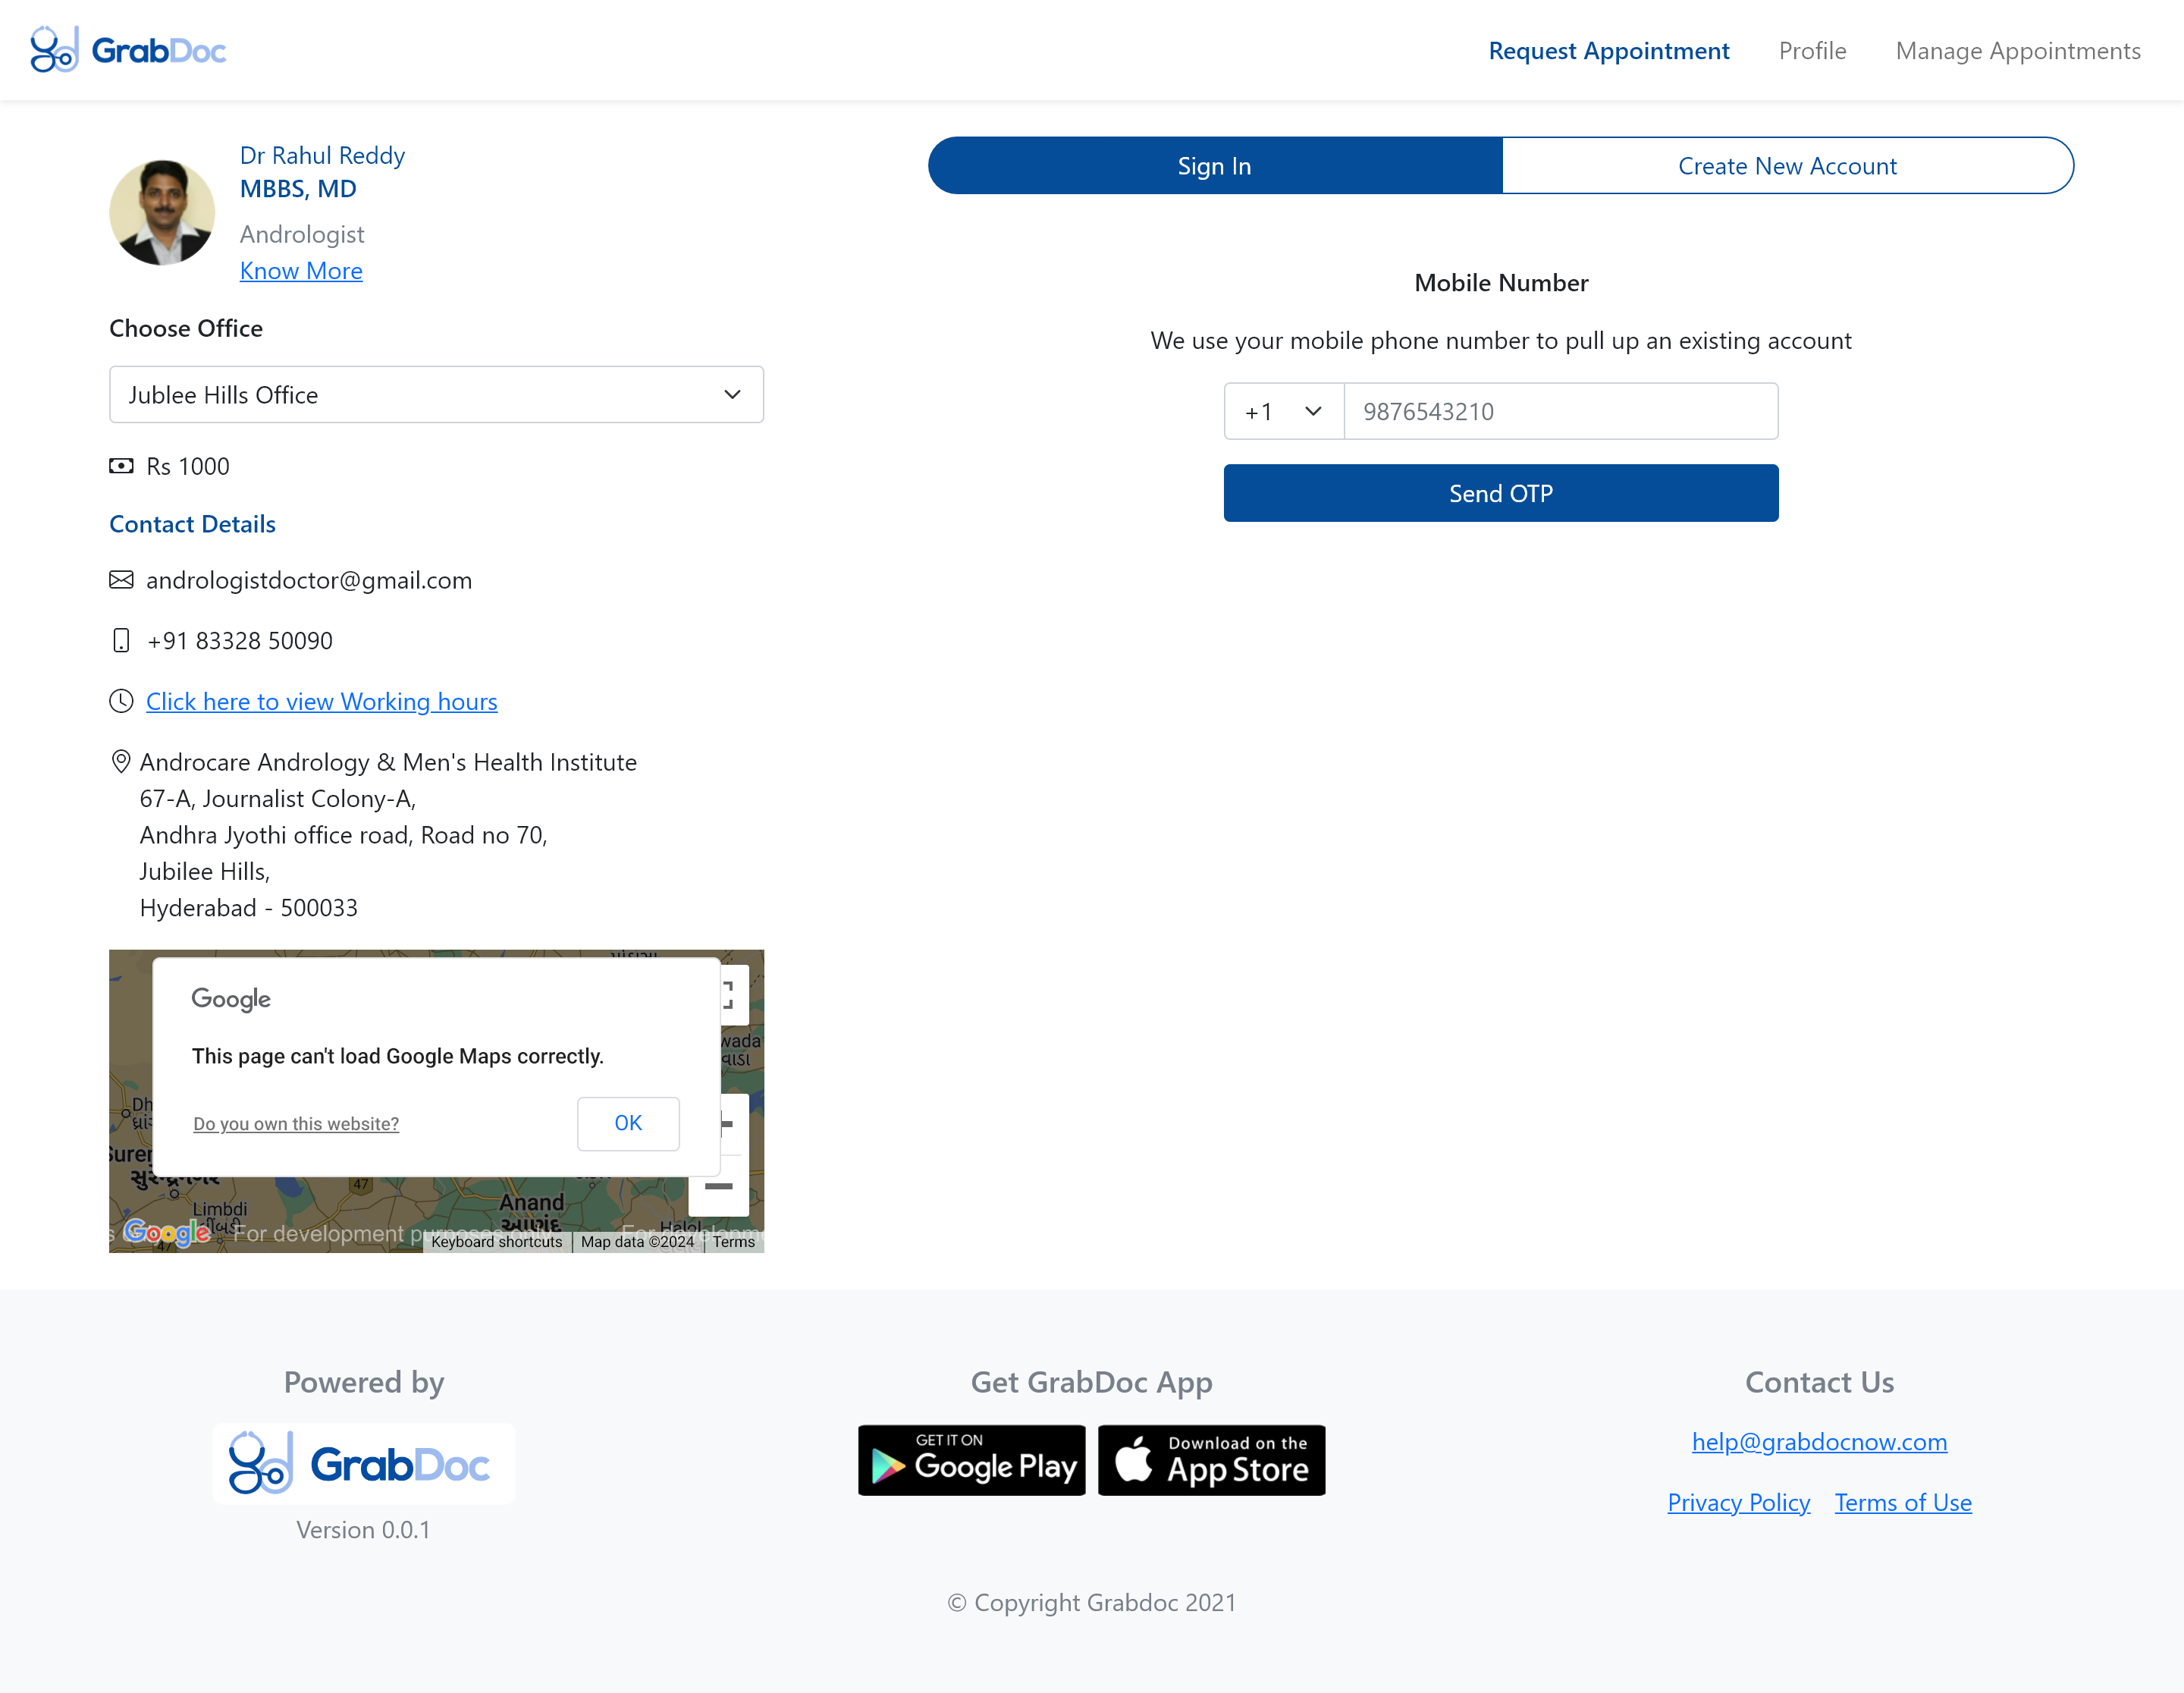 GrabDoc
Request Appointment
Profile
Manage Appointments
Dr Rahul Reddy
MBBS, MD
Andrologist
Know More
Choose Office
Jublee Hills Office
Rs 1000
Contact Details
andrologistdoctor@gmail.com
+91 83328 50090
Click here to view Working hours
Androcare Andrology & Men's Health Institute
67-A, Journalist Colony-A,
Andhra Jyothi office road, Road no 70,
Jubilee Hills,
Hyderabad - 500033
Google
This page can't load Google Maps correctly.
Do you own this website?
OK
Limbdi
47
Anand
આણંદ
Halol
Google
For development purposes only
47
Keyboard shortcuts
Map data ©2024
Terms
Sign In
Create New Account
Mobile Number
We use your mobile phone number to pull up an existing account
+1
9876543210
Send OTP
Powered by
GrabDoc
Version 0.0.1
Get GrabDoc App
GET IT ON
Google Play
Download on the
App Store
Contact Us
help@grabdocnow.com
Privacy Policy
Terms of Use
© Copyright Grabdoc 2021